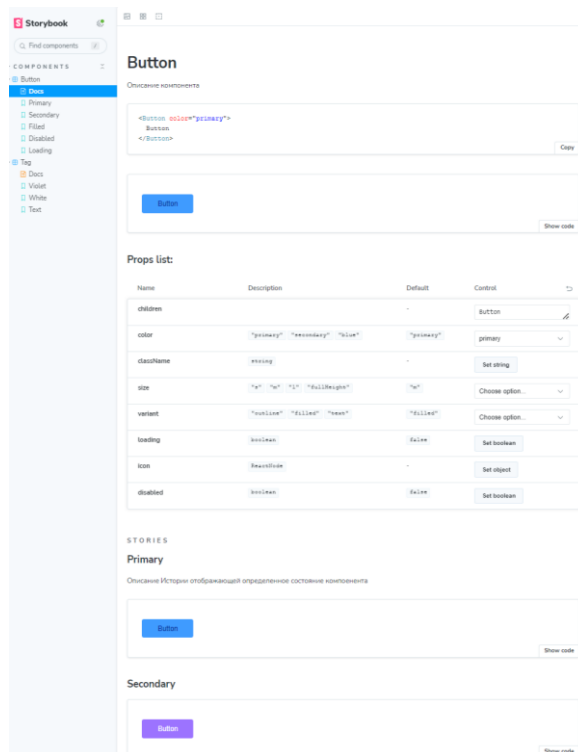 Storybook
Find components
/
COMPONENTS
Button
Docs
Primary
Secondary
Filled
Disabled
Loading
Tag
Docs
Violet
White
Text
Button
Описание компонента
<Button color="primary">
Button
</Button>
Copy
Button
Show code
Props list:
Name Description Default Control
children - Button
color "primary" "secondary" "blue" "primary" primary
className string - Set string
size "s" "m" "l" "fullHeight" "m" Choose option...
variant "outline" "filled" "text" "filled" Choose option...
loading boolean false Set boolean
icon ReactNode - Set object
disabled boolean false Set boolean
STORIES
Primary
Описание Истории отображающей определенное состояние компоенента
Button
Show code
Secondary
Button
Show code